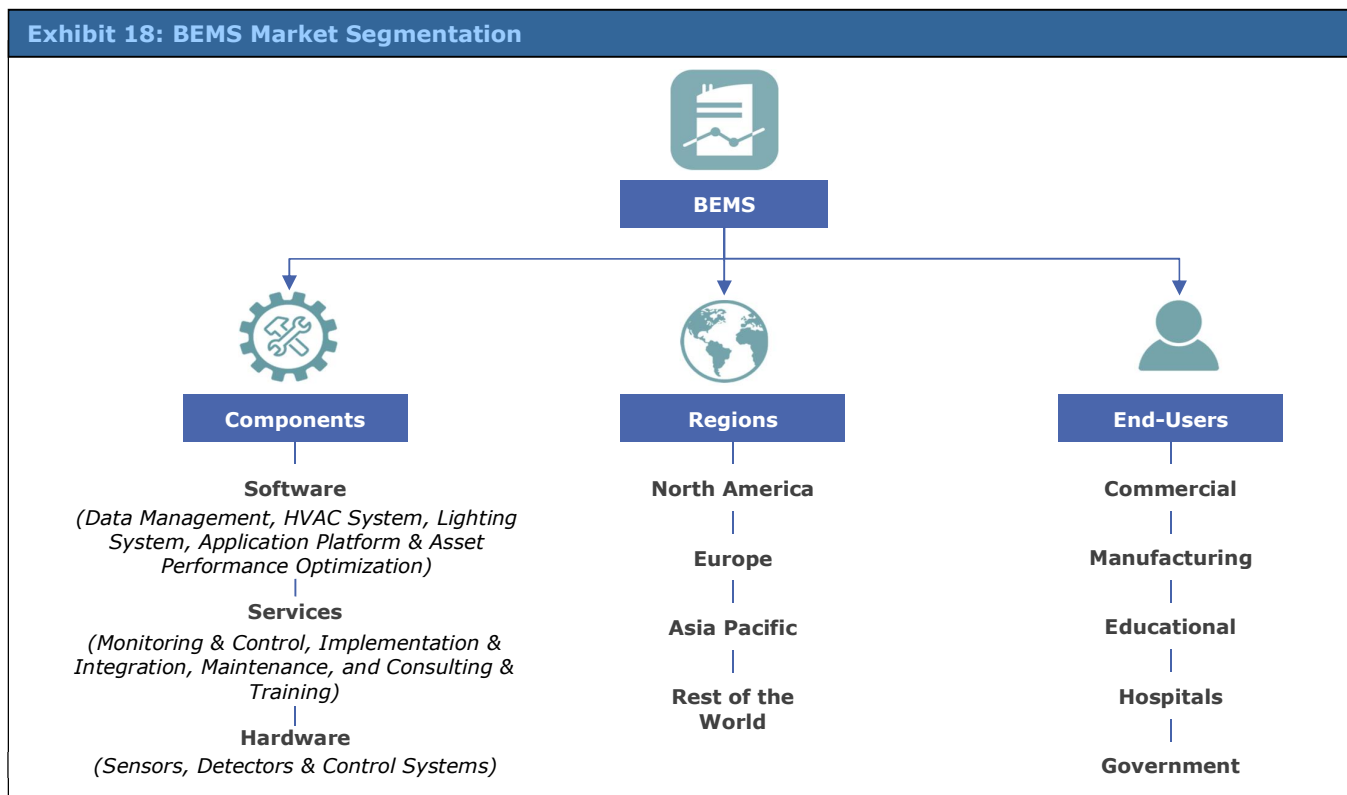 Exhibit 18: BEMS Market Segmentation
BEMS
Components
Software
(Data Management, HVAC System, Lighting
System, Application Platform & Asset
Performance Optimization)
Services
(Monitoring & Control, Implementation &
Integration, Maintenance, and Consulting &
Training)
Hardware
(Sensors, Detectors & Control Systems)
Regions
North America
Europe
Asia Pacific
Rest of the
World
End-Users
Commercial
Manufacturing
Educational
Hospitals
Government